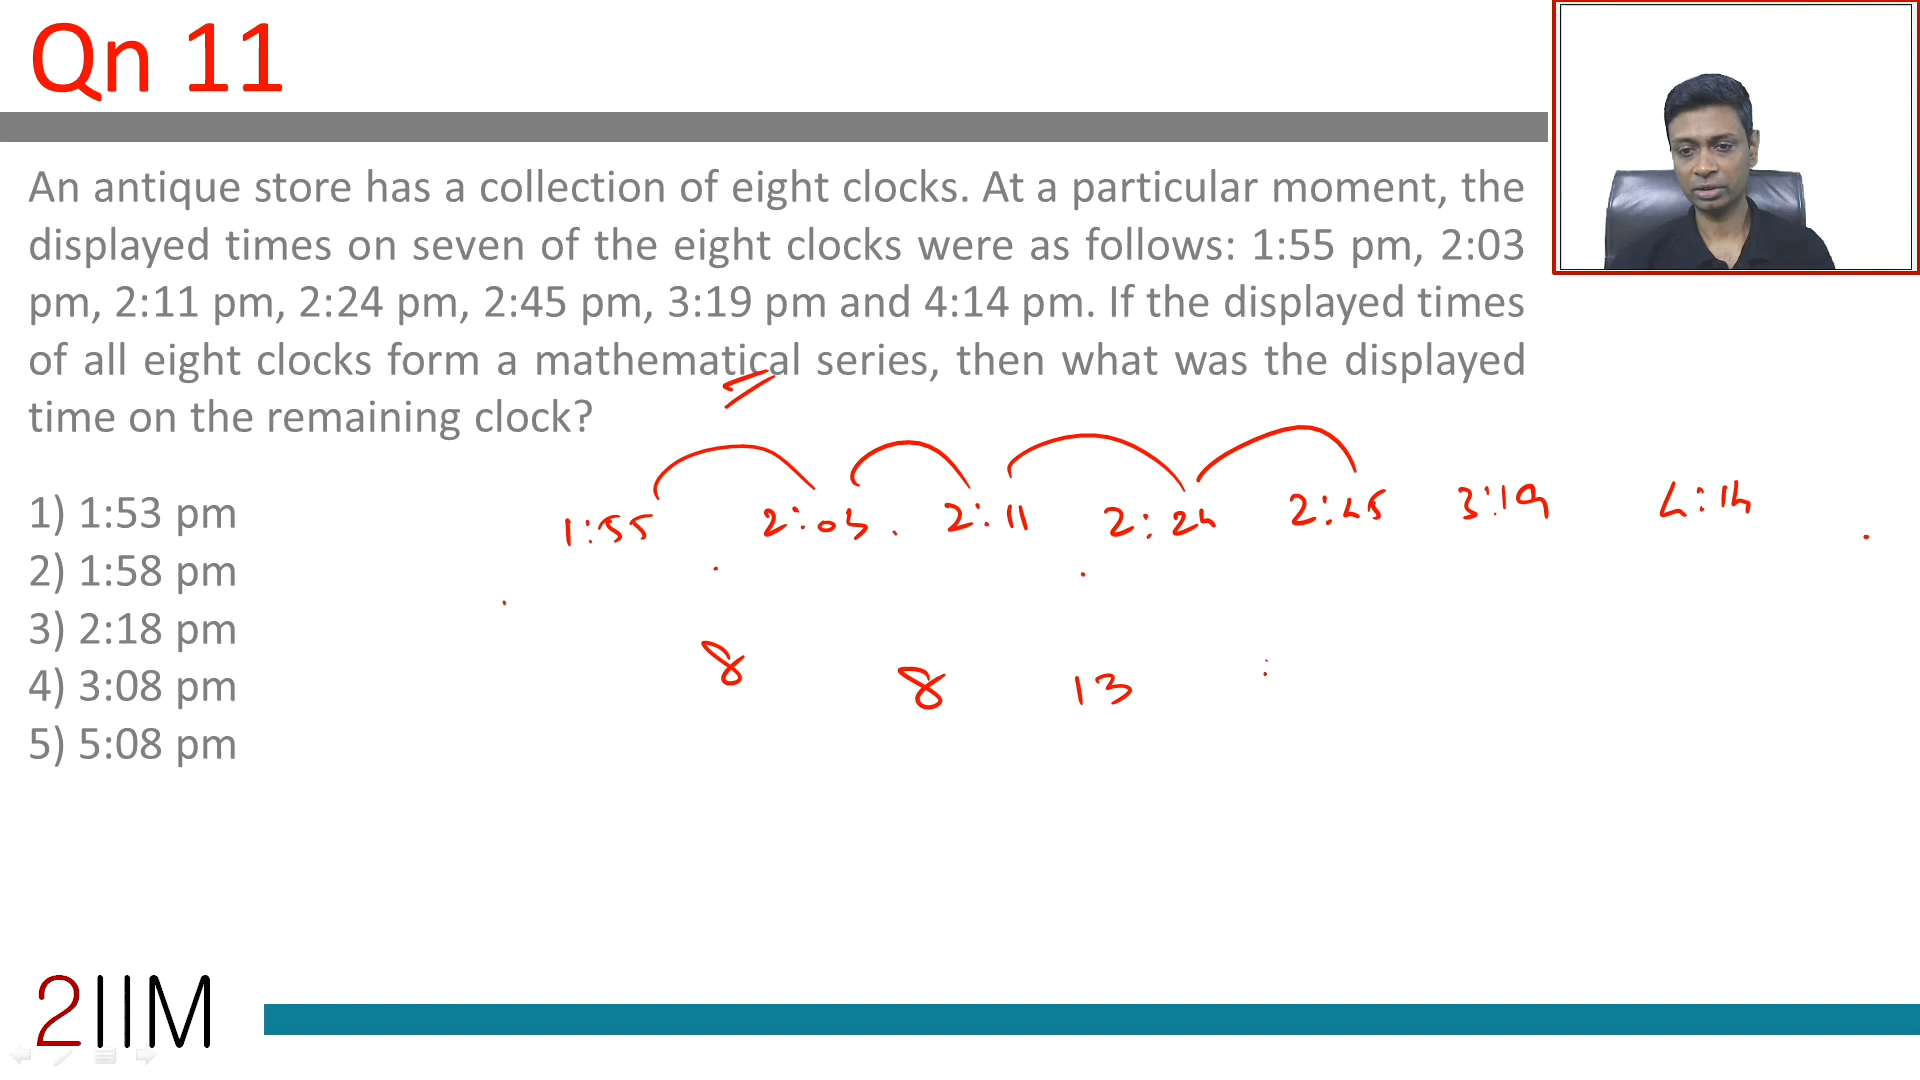 Qn 11
An antique store has a collection of eight clocks. At a particular moment, the
displayed times on seven of the eight clocks were as follows: 1:55 pm, 2:03
pm, 2:11 pm, 2:24 pm, 2:45 pm, 3:19 pm and 4:14 pm. If the displayed times
of all eight clocks form a mathematical series, then what was the displayed
time on the remaining clock?
1:55 2:03. 2:11 2:24 2:45 3:19 4:14
1) 1:53 pm
2) 1:58 pm
3) 2:18 pm
4) 3:08 pm
5) 5:08 pm
8 8 13
2IIM